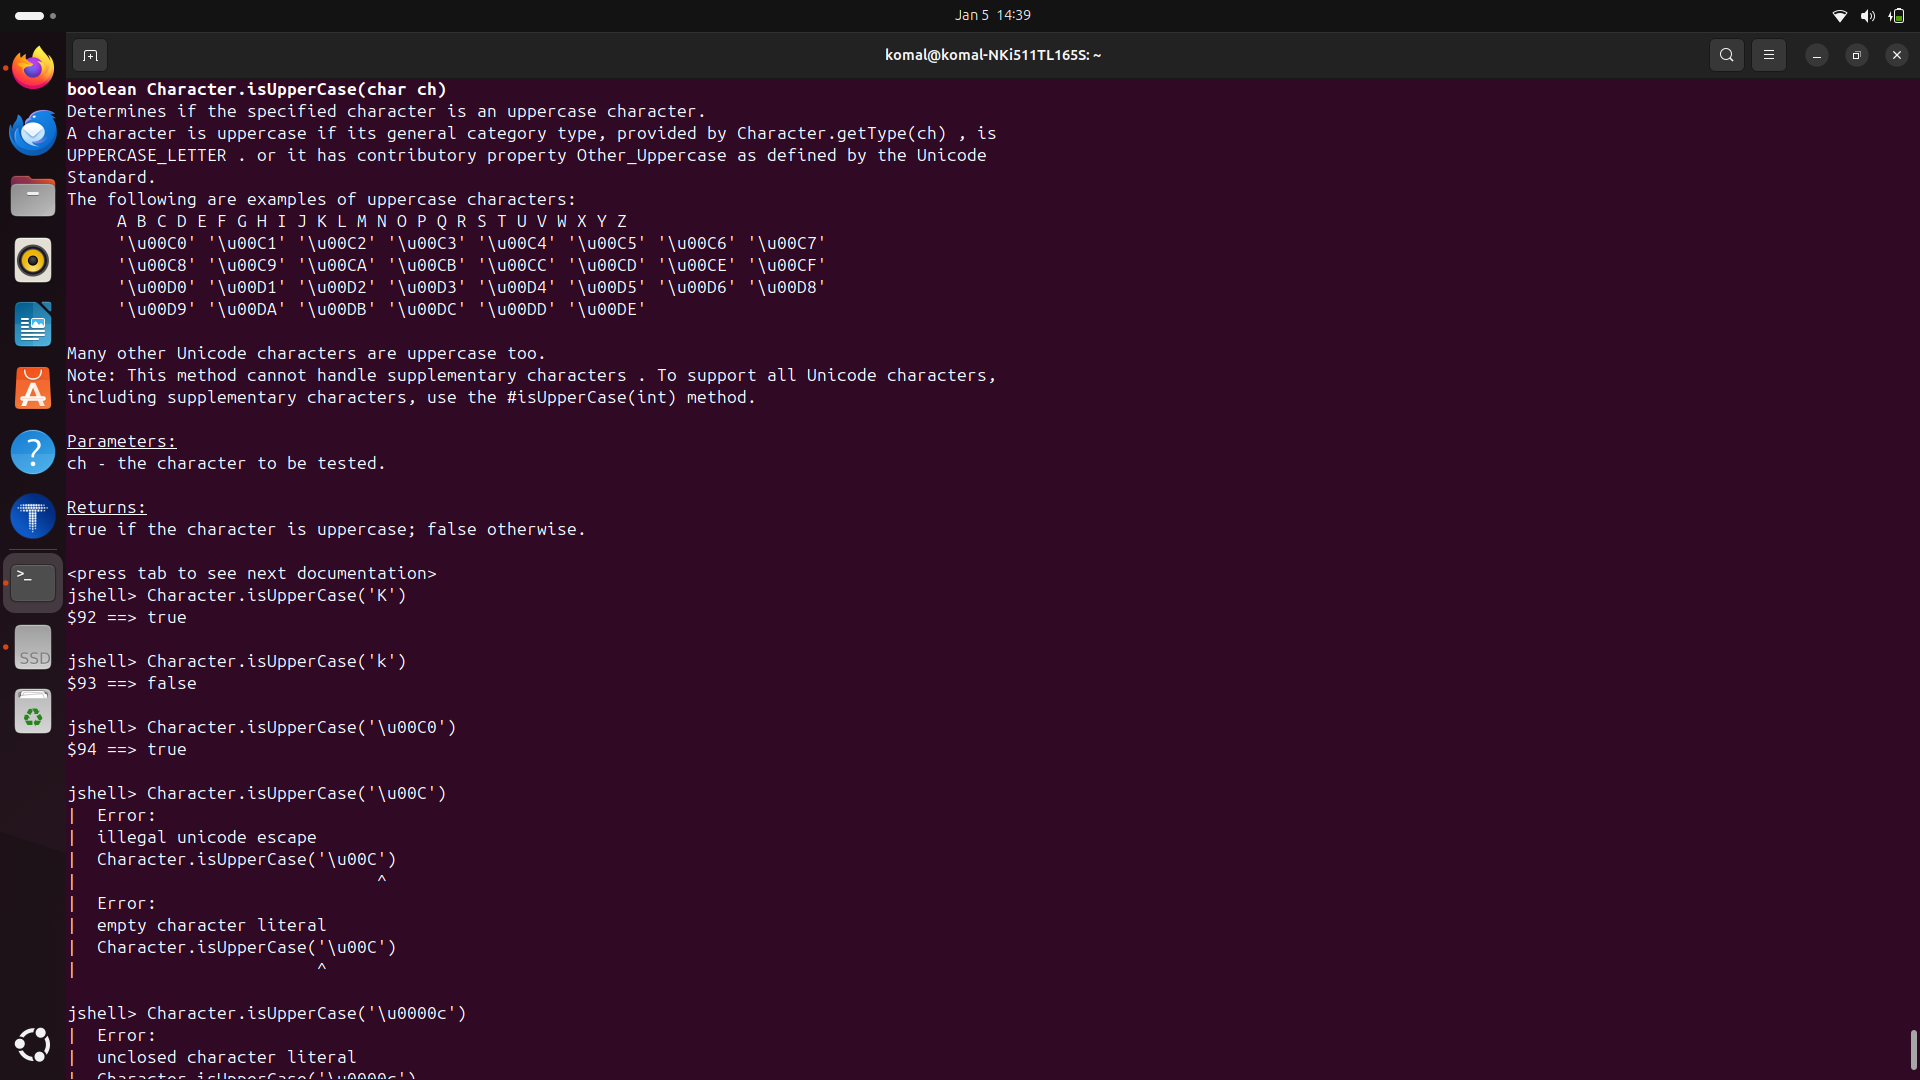 Jan 5 14:39
komal@komal-NKi511TL165S: ~
boolean Character.isUpperCase(char ch)
Determines if the specified character is an uppercase character.
A character is uppercase if its general category type, provided by Character.getType(ch) , is
UPPERCASE_LETTER . or it has contributory property Other_Uppercase as defined by the Unicode
Standard.
The following are examples of uppercase characters:
A B C D E F G H I J K L M N O P Q R S T U V W X Y Z
'\u00C0' '\u00C1' '\u00C2' '\u00C3' '\u00C4' '\u00C5' '\u00C6' '\u00C7'
'\u00C8' '\u00C9' '\u00CA' '\u00CB' '\u00CC' '\u00CD' '\u00CE' '\u00CF'
'\u00D0' '\u00D1' '\u00D2' '\u00D3' '\u00D4' '\u00D5' '\u00D6' '\u00D8'
'\u00D9' '\u00DA' '\u00DB' '\u00DC' '\u00DD' '\u00DE'
Many other Unicode characters are uppercase too.
Note: This method cannot handle supplementary characters . To support all Unicode characters,
including supplementary characters, use the #isUpperCase(int) method.
Parameters:
ch - the character to be tested.
Returns:
true if the character is uppercase; false otherwise.
<press tab to see next documentation>
jshell> Character.isUpperCase('K')
$92 ==> true
jshell> Character.isUpperCase('k')
$93 ==> false
jshell> Character.isUpperCase('\u00C0')
$94 ==> true
jshell> Character.isUpperCase('\u00C')
|  Error:
|  illegal unicode escape
|  Character.isUpperCase('\u00C')
|                              ^
|  Error:
|  empty character literal
|  Character.isUpperCase('\u00C')
|                        ^
jshell> Character.isUpperCase('\u0000c')
|  Error:
|  unclosed character literal
|  Character.isUpperCase('\u0000c')
SSD